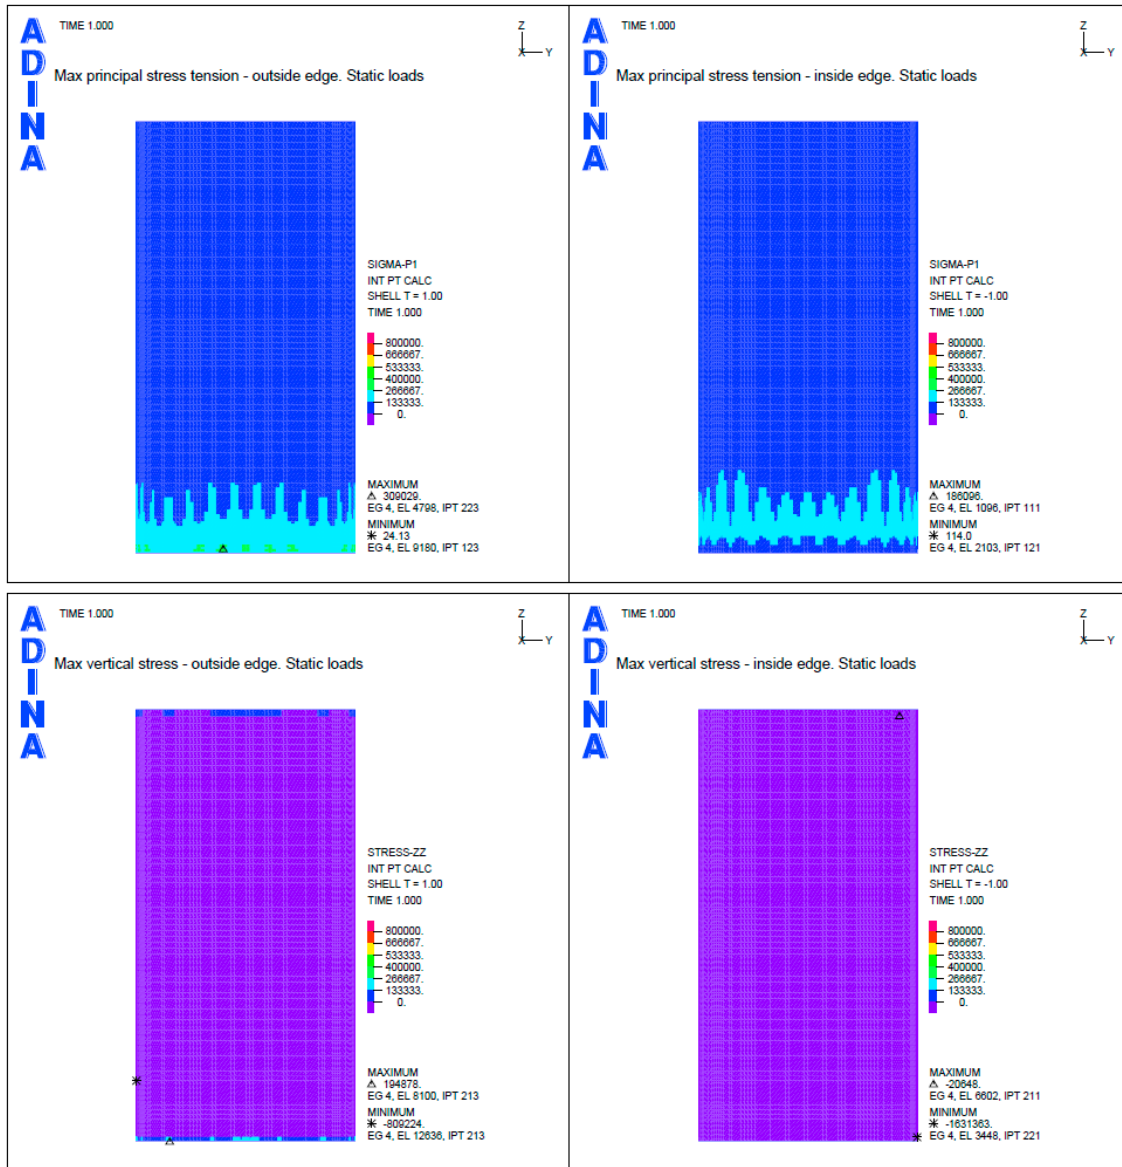 ADINA
TIME 1.000
Z
X Y
Max principal stress tension - outside edge. Static loads
SIGMA-P1
INT PT CALC
SHELL T = 1.00
TIME 1.000
800000.
666667.
533333.
400000.
266667.
133333.
0.
MAXIMUM
309029.
EG 4, EL 4798, IPT 223
MINIMUM
24.13
EG 4, EL 9180, IPT 123
ADINA
TIME 1.000
Z
X Y
Max principal stress tension - inside edge. Static loads
SIGMA-P1
INT PT CALC
SHELL T = -1.00
TIME 1.000
800000.
666667.
533333.
400000.
266667.
133333.
0.
MAXIMUM
186096.
EG 4, EL 1096, IPT 111
MINIMUM
114.0
EG 4, EL 2103, IPT 121
ADINA
TIME 1.000
Z
X Y
Max vertical stress - outside edge. Static loads
STRESS-ZZ
INT PT CALC
SHELL T = 1.00
TIME 1.000
800000.
666667.
533333.
400000.
266667.
133333.
0.
MAXIMUM
194878.
EG 4, EL 8100, IPT 213
MINIMUM
-809224.
EG 4, EL 12636, IPT 213
ADINA
TIME 1.000
Z
X Y
Max vertical stress - inside edge. Static loads
STRESS-ZZ
INT PT CALC
SHELL T = -1.00
TIME 1.000
800000.
666667.
533333.
400000.
266667.
133333.
0.
MAXIMUM
-20648.
EG 4, EL 6602, IPT 211
MINIMUM
-1631363.
EG 4, EL 3448, IPT 221